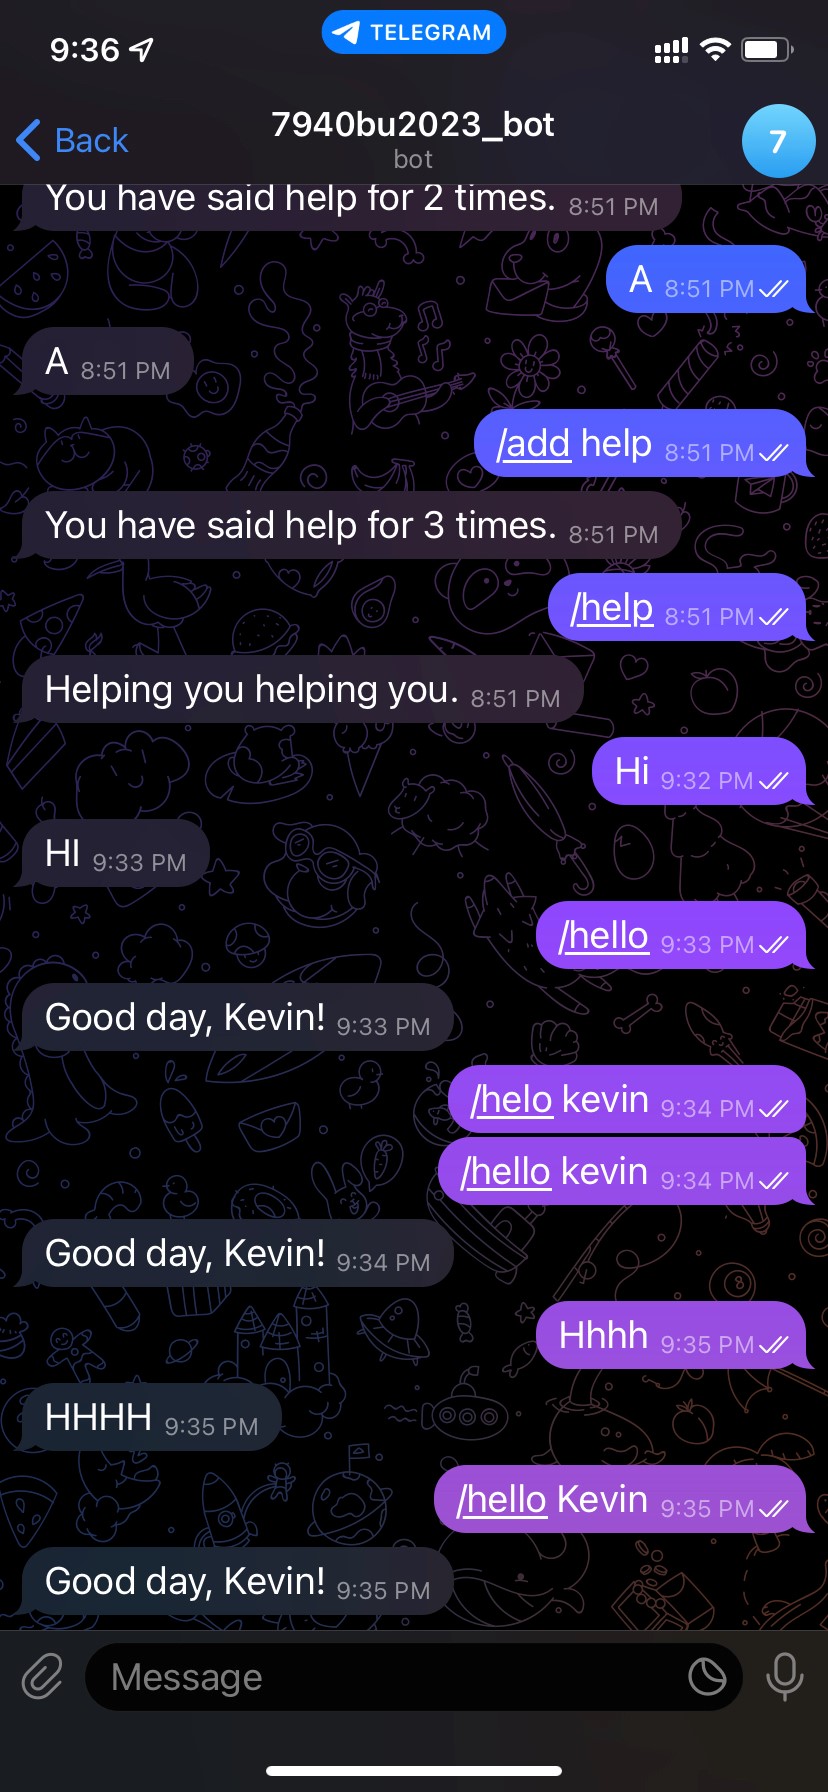 9:36
TELEGRAM
Back
7940bu2023_bot
7
bot
You have said help for 2 times. 8:51 PM
A 8:51 PM
A 8:51 PM
/add help 8:51 PM
You have said help for 3 times. 8:51 PM
/help 8:51 PM
Helping you helping you. 8:51 PM
Hi 9:32 PM
HI 9:33 PM
/hello 9:33 PM
Good day, Kevin! 9:33 PM
/helo kevin 9:34 PM
/hello kevin 9:34 PM
Good day, Kevin! 9:34 PM
Hhhh 9:35 PM
HHHH 9:35 PM
/hello Kevin 9:35 PM
Good day, Kevin! 9:35 PM
Message